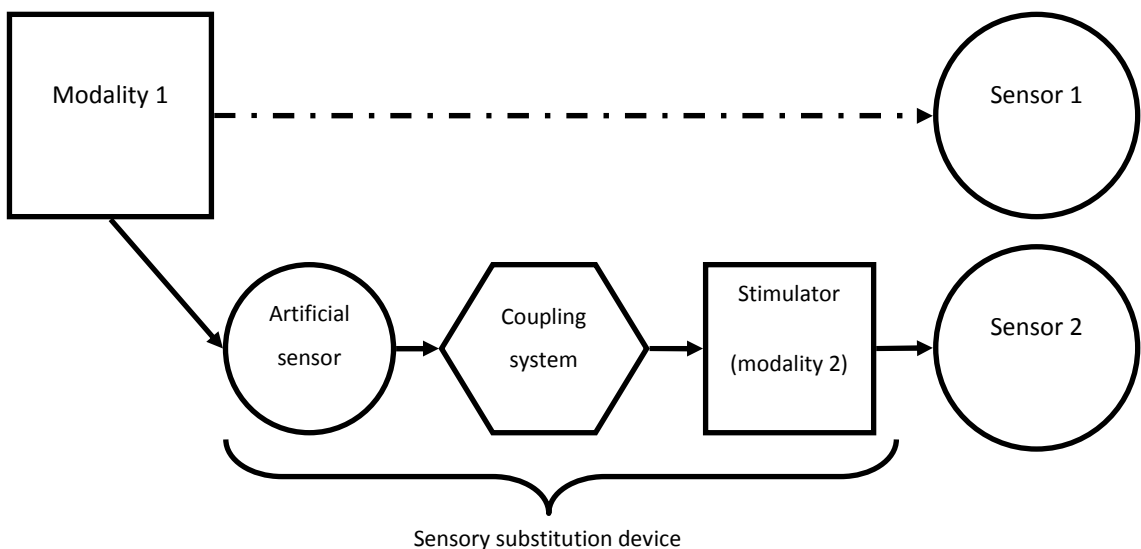 Modality 1
Sensor 1
Artificial
sensor
Coupling
system
Stimulator
(modality 2)
Sensor 2
Sensory substitution device